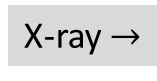 X-ray →